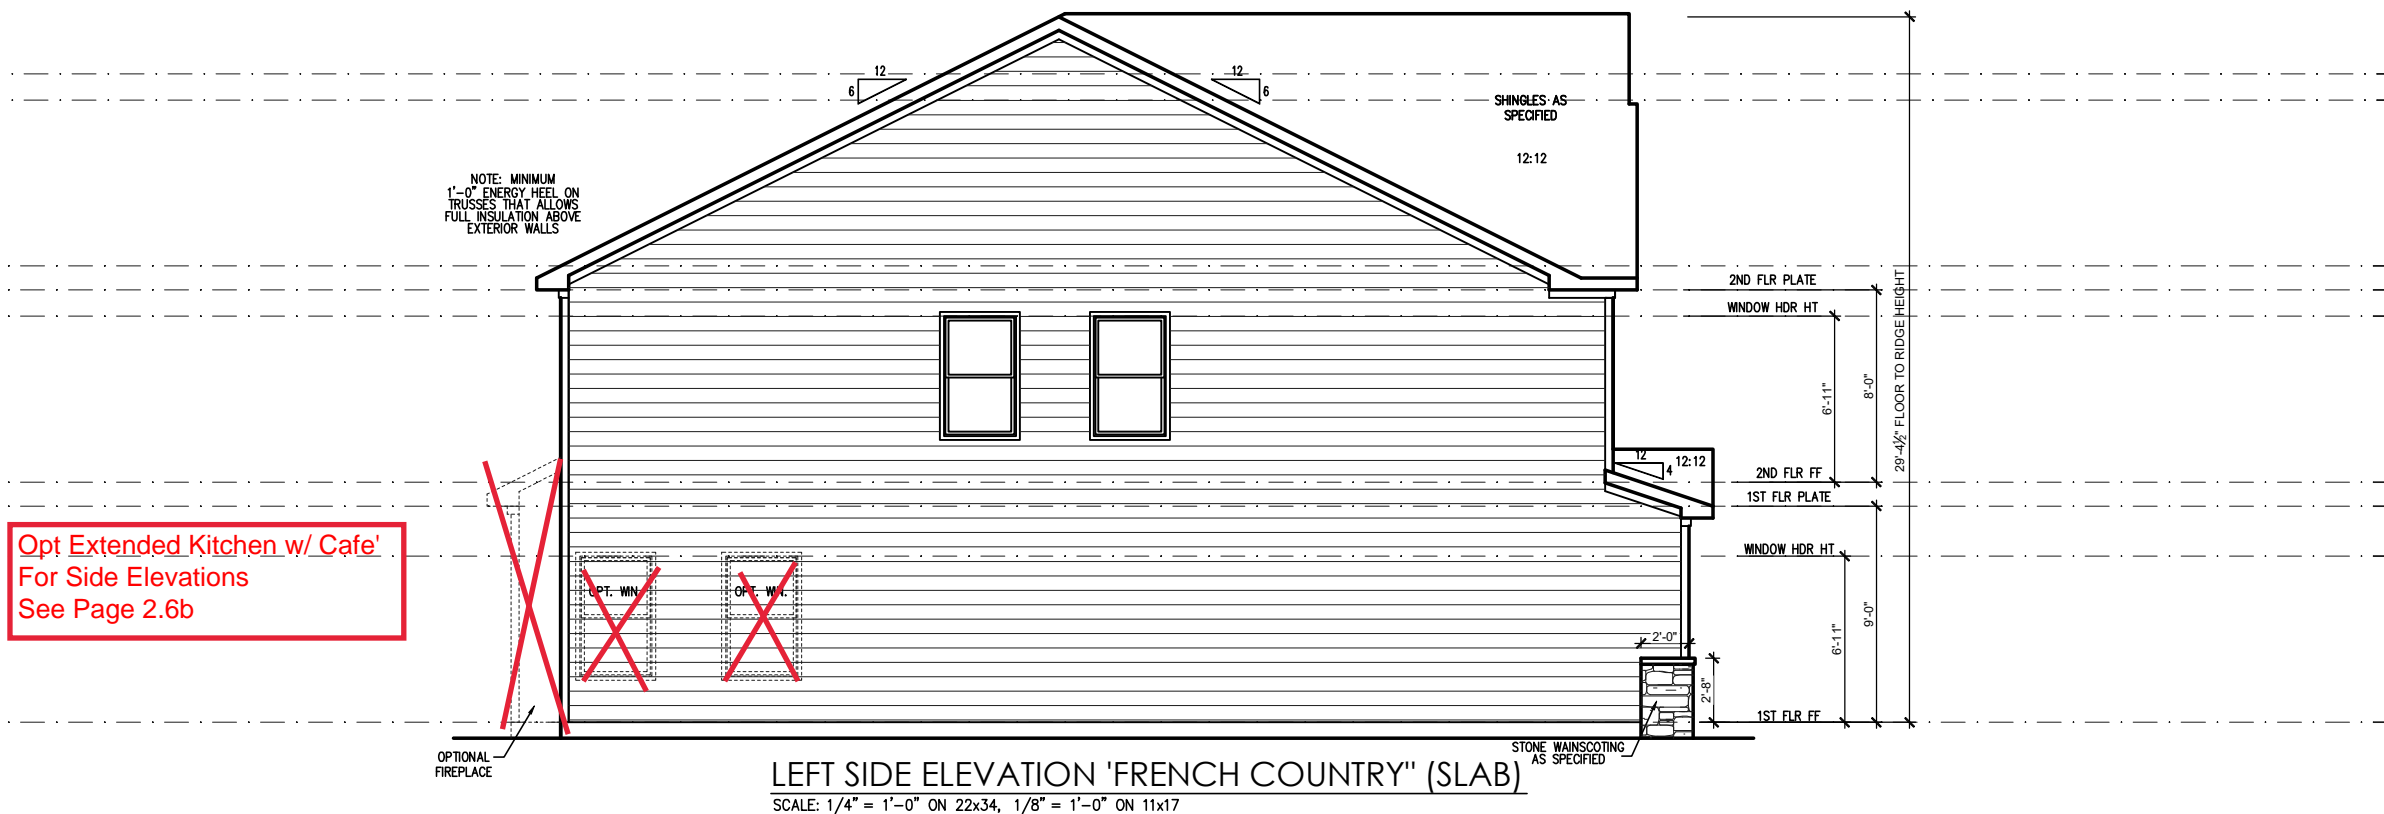 12
6
12
6
SHINGLES AS
SPECIFIED
12:12
NOTE: MINIMUM
1'-0" ENERGY HEEL ON
TRUSSES THAT ALLOWS
FULL INSULATION ABOVE
EXTERIOR WALLS
2ND FLR PLATE
WINDOW HDR HT
6'-11"
8'-0"
29'-4½" FLOOR TO RIDGE HEIGHT
12
4
12:12
2ND FLR FF
1ST FLR PLATE
WINDOW HDR HT
Opt Extended Kitchen w/ Cafe'
For Side Elevations
See Page 2.6b
OPT. WIN.
OPT. WIN.
2'-0"
2'-8"
6'-11"
9'-0"
1ST FLR FF
OPTIONAL
FIREPLACE
STONE WAINSCOTING
AS SPECIFIED
LEFT SIDE ELEVATION 'FRENCH COUNTRY" (SLAB)
SCALE: 1/4" = 1'-0" ON 22x34, 1/8" = 1'-0" ON 11x17